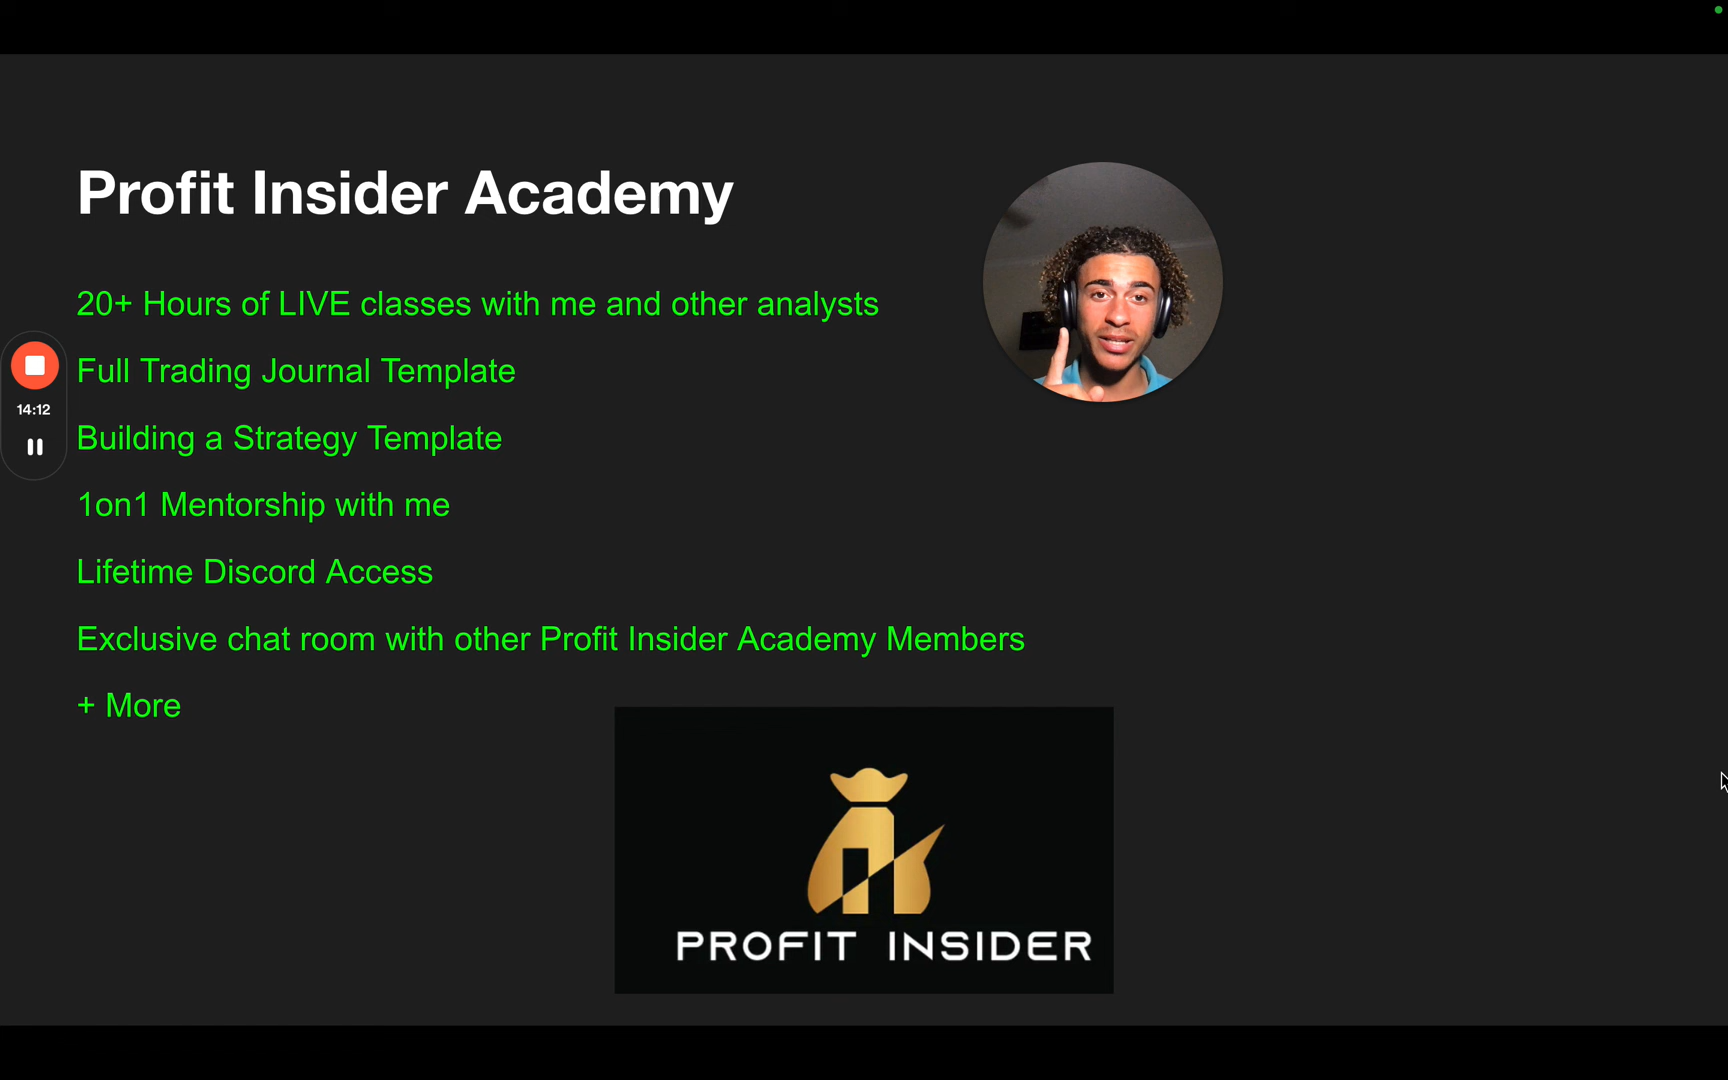 Profit Insider Academy
20+ Hours of LIVE classes with me and other analysts
Full Trading Journal Template
14:12
Building a Strategy Template
1on1 Mentorship with me
Lifetime Discord Access
Exclusive chat room with other Profit Insider Academy Members
+ More
PROFIT INSIDER